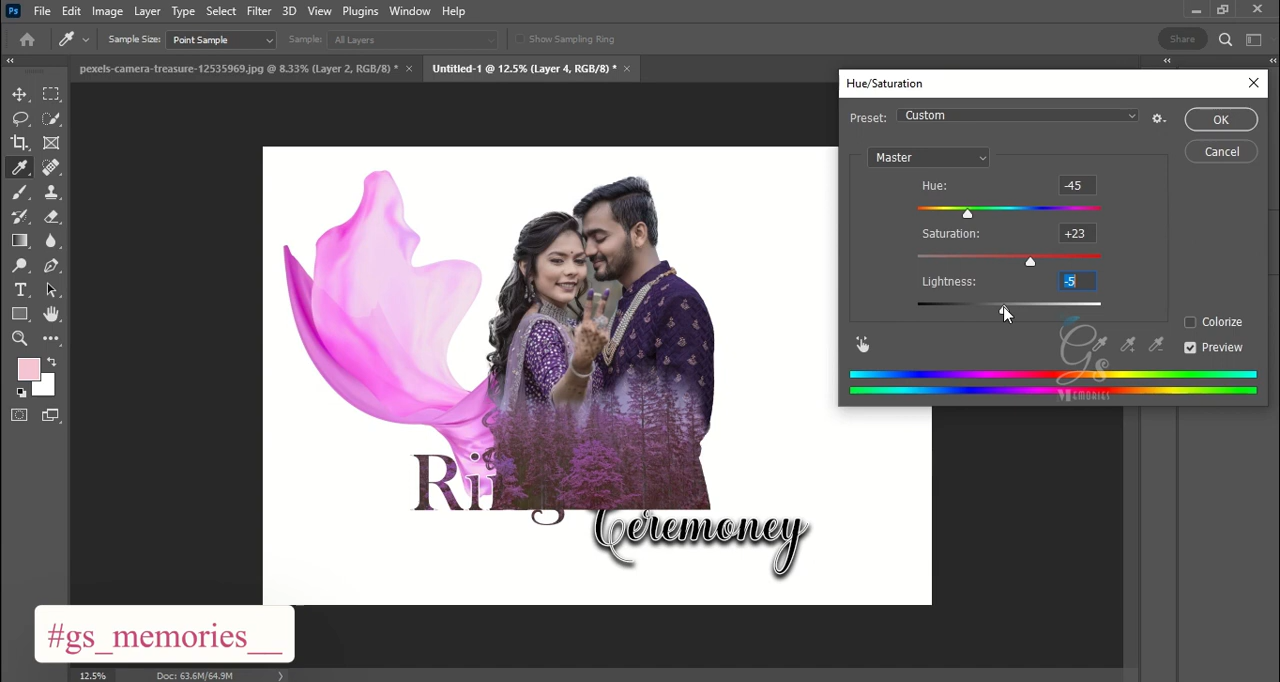 Ps File Edit Image Layer Type Select Filter 3D View Plugins Window Help
Sample Size: Point Sample Sample: All Layers Show Sampling Ring Share
pexels-camera-treasure-12535969.jpg @ 8.33% (Layer 2, RGB/8) * × Untitled-1 @ 12.5% (Layer 4, RGB/8) * ×
Hue/Saturation
Preset: Custom OK
Master Cancel
Hue: -45
Saturation: +23
Lightness: -5
Colorize
Preview
Gs
MEMORIES
Ceremoney
#gs_memories__
12.5% Doc: 63.6M/64.9M